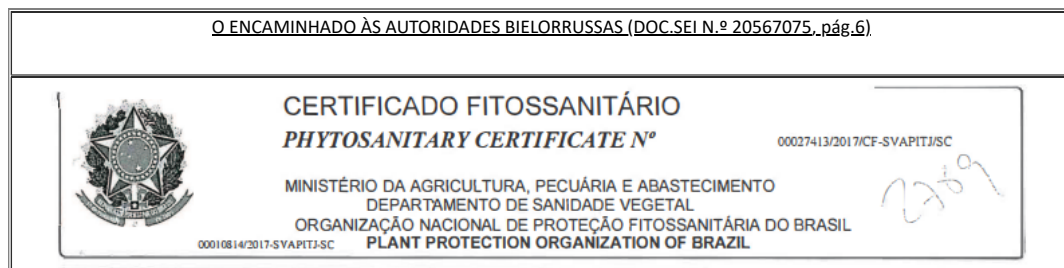 O ENCAMINHADO ÀS AUTORIDADES BIELORRUSSAS (DOC.SEI N.º 20567075, pág.6)
CERTIFICADO FITOSSANITÁRIO
PHYTOSANITARY CERTIFICATE Nº
00027413/2017/CF-SVAPITJ/SC
MINISTÉRIO DA AGRICULTURA, PECUÁRIA E ABASTECIMENTO
DEPARTAMENTO DE SANIDADE VEGETAL
ORGANIZAÇÃO NACIONAL DE PROTEÇÃO FITOSSANITÁRIA DO BRASIL
00010814/2017-SVAPITJ-SC
PLANT PROTECTION ORGANIZATION OF BRAZIL